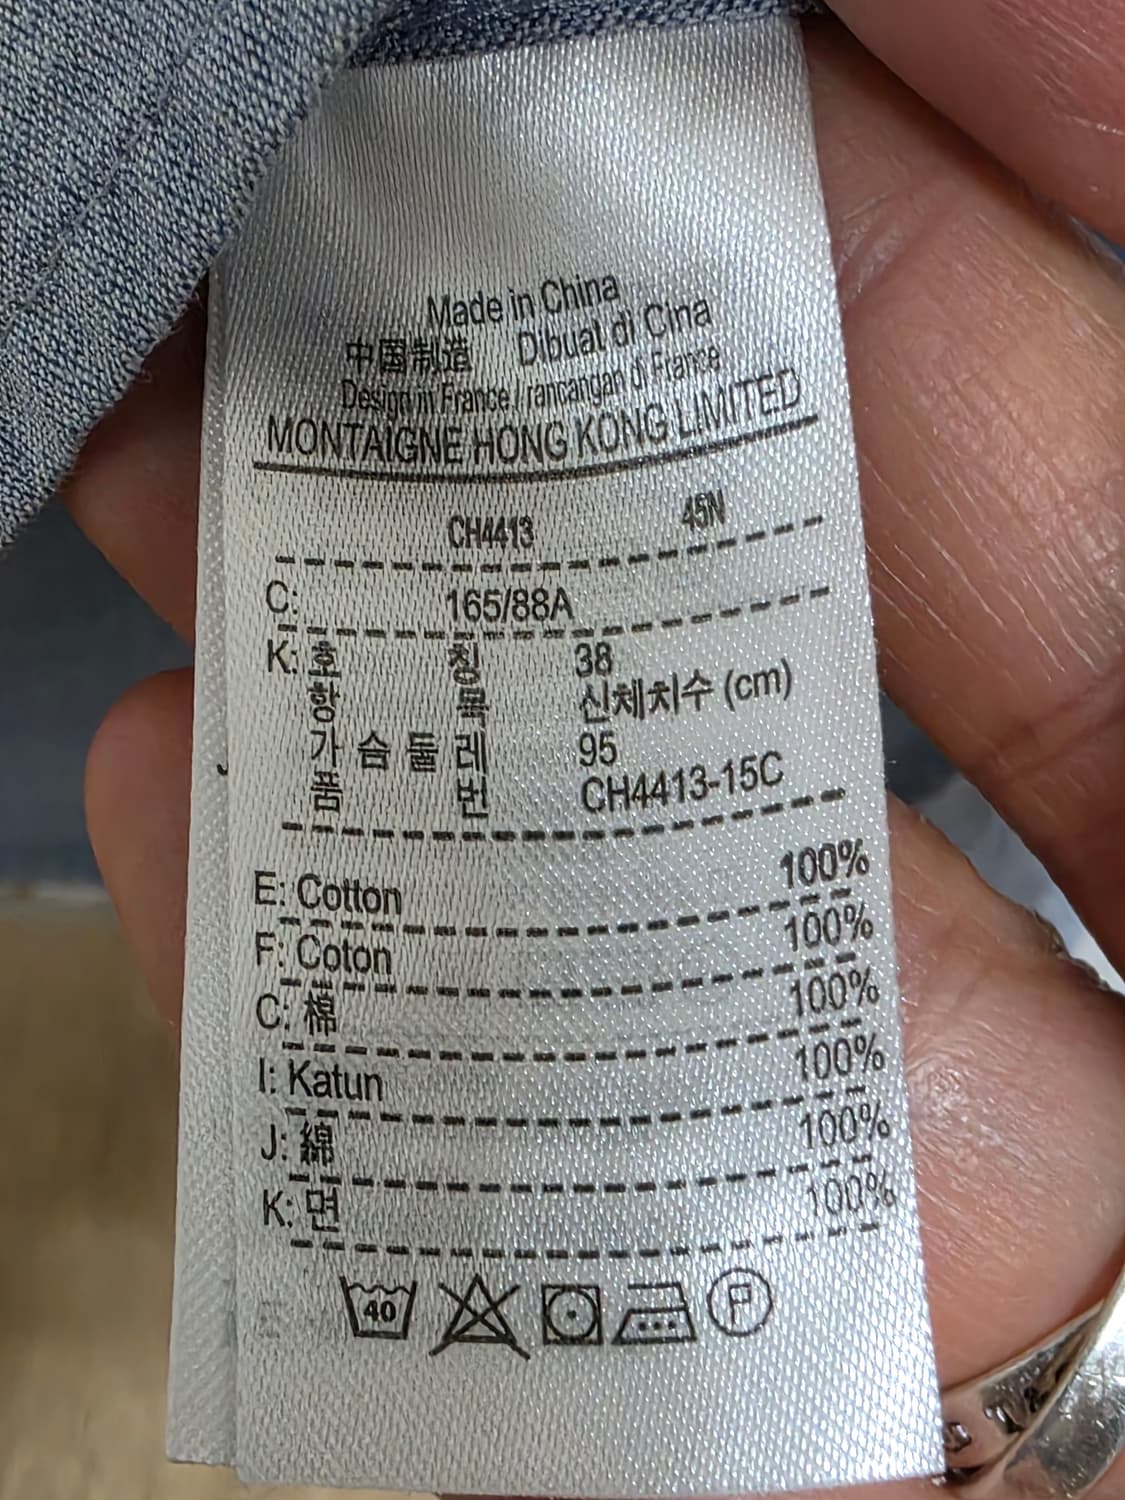 Made in China
中国制造 Dibuat di Cina
Design in France / rancangan di France
MONTAIGNE HONG KONG LIMITED
CH4413 45N
C: 165/88A
K: 호 칭 38
항 목 신체치수 (cm)
가 슴 둘 레 95
품 번 CH4413-15C
E: Cotton 100%
F: Coton 100%
C: 棉 100%
I: Katun 100%
J: 綿 100%
K: 면 100%
40
P